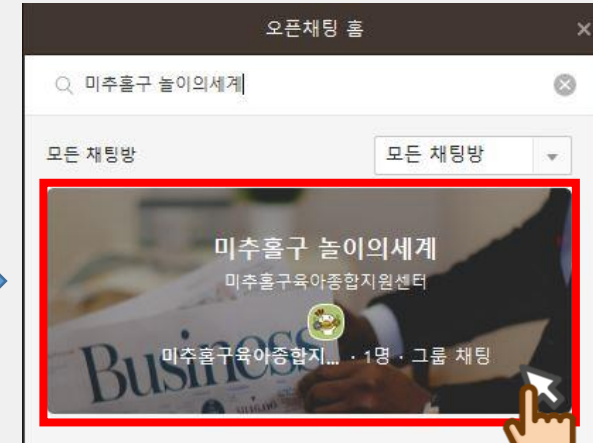 오픈채팅 홈
미추홀구 놀이의세계
모든 채팅방
모든 채팅방
미추홀구 놀이의세계
미추홀구육아종합지원센터
미추홀구육아종합지... · 1명 · 그룹 채팅
Business